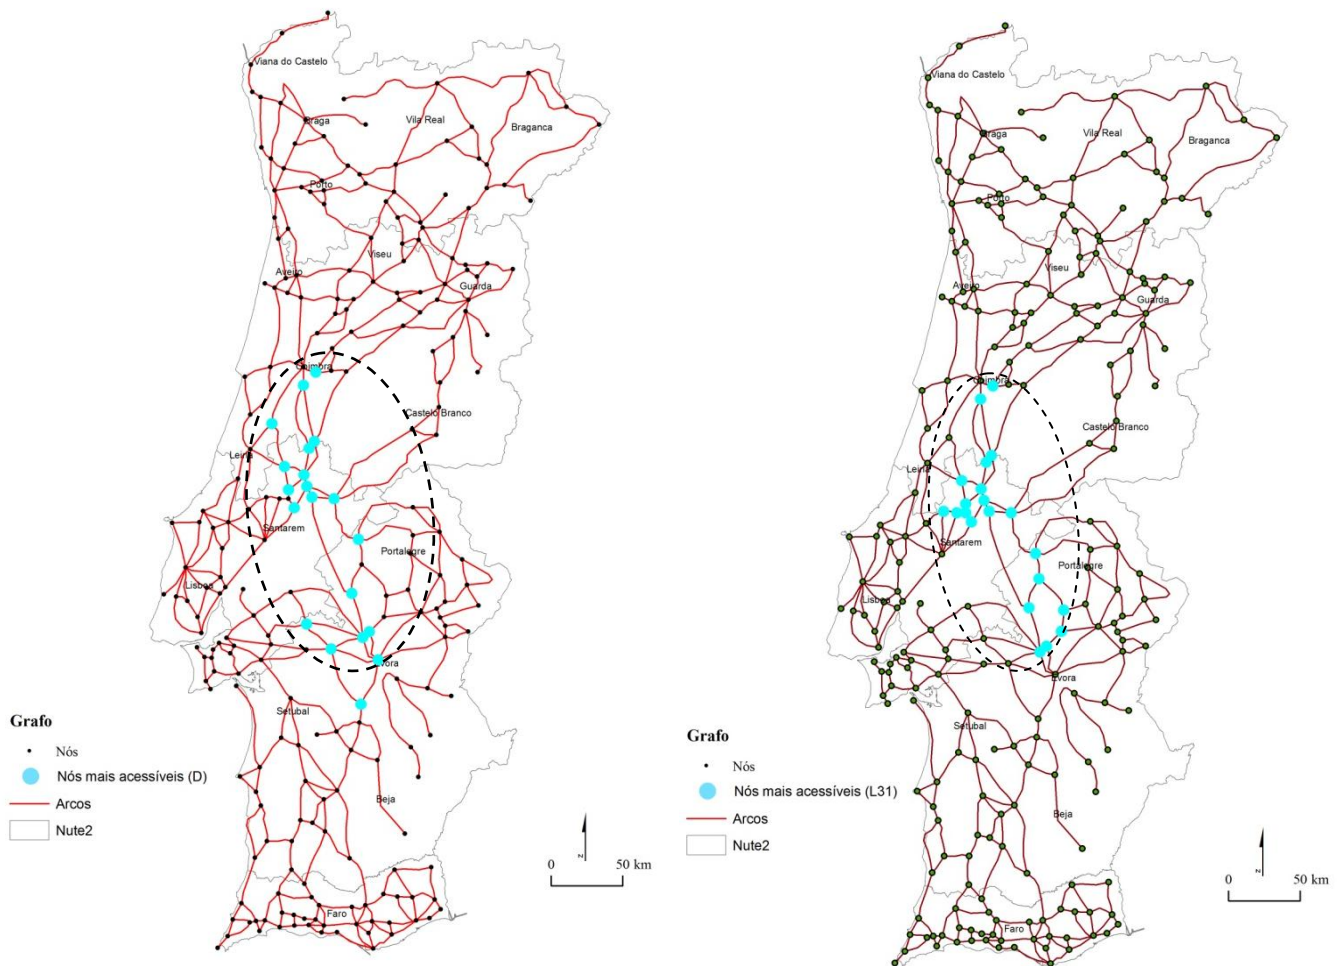 Viana do Castelo
Braga
Vila Real
Braganca
Porto
Viseu
Aveiro
Guarda
Coimbra
Castelo Branco
Leiria
Santarem
Portalegre
Lisboa
Evora
Setubal
Beja
Faro
Grafo
Nós
Nós mais acessíveis (D)
Arcos
Nute2
N
0 50 km
Viana do Castelo
Braga
Vila Real
Braganca
Porto
Viseu
Aveiro
Guarda
Coimbra
Castelo Branco
Leiria
Santarem
Portalegre
Lisboa
Evora
Setubal
Beja
Faro
Grafo
Nós
Nós mais acessíveis (L31)
Arcos
Nute2
N
0 50 km